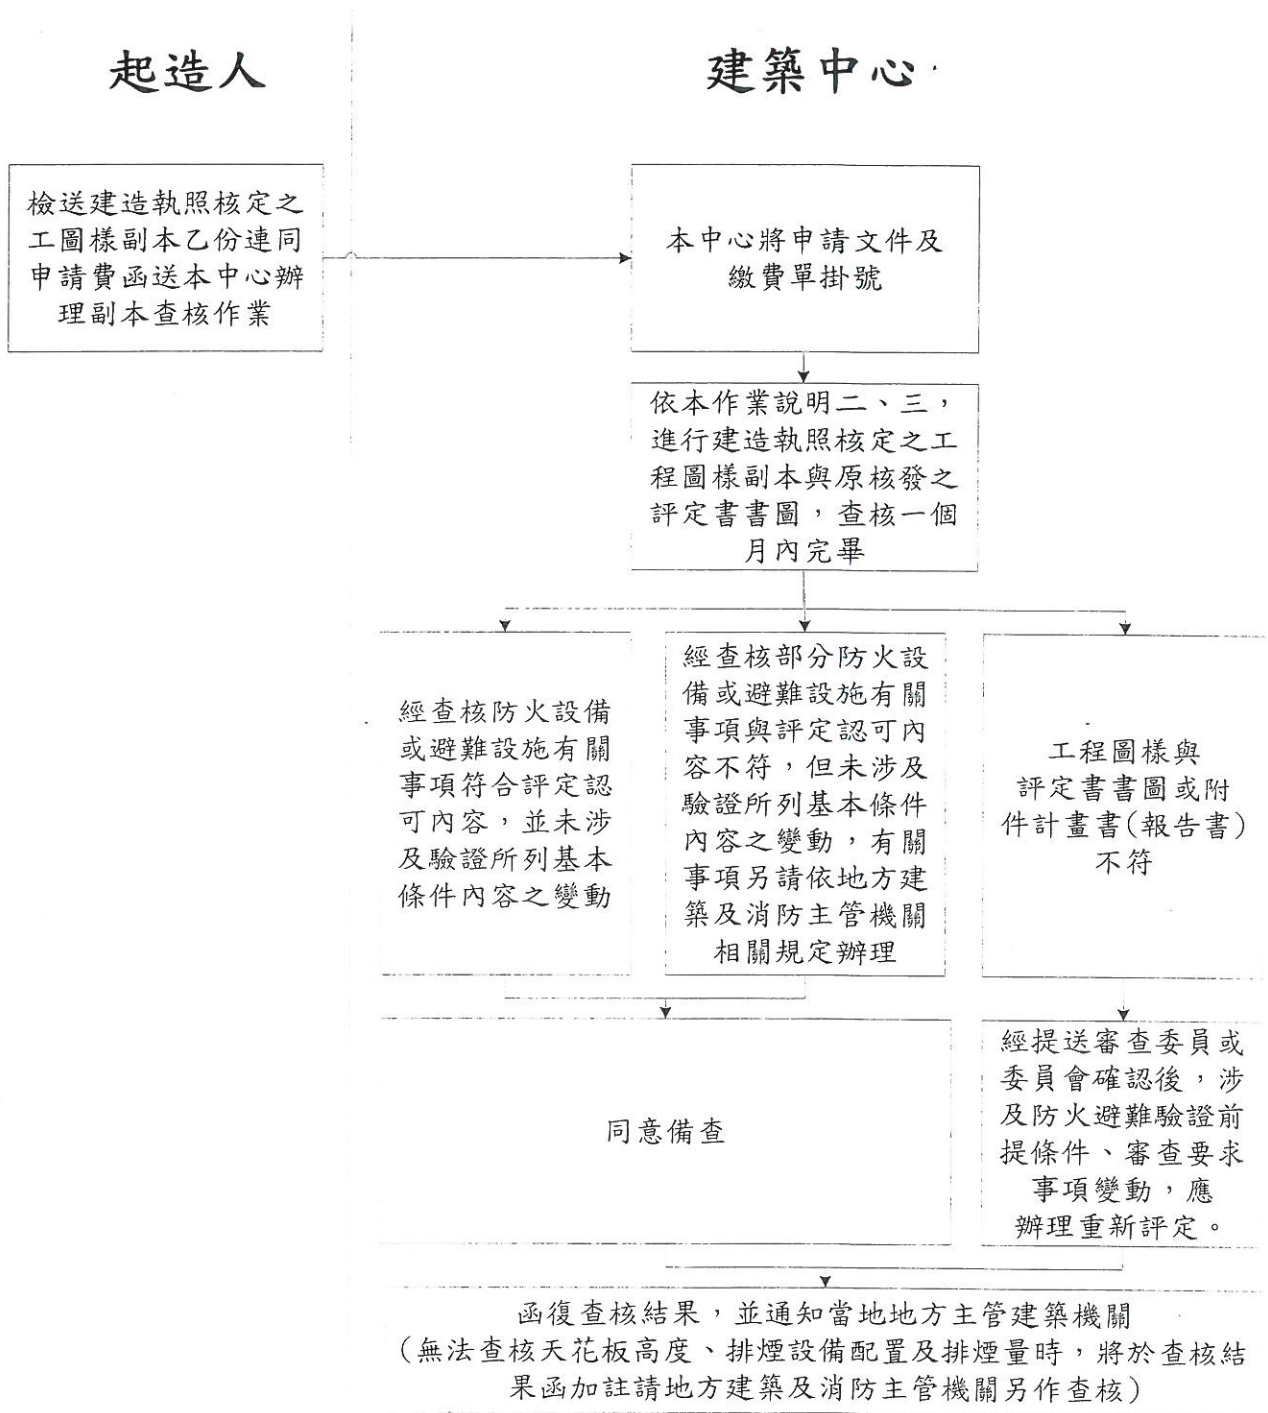 起造人
建築中心
檢送建造執照核定之
工圖樣副本乙份連同
申請費函送本中心辦
理副本查核作業
本中心將申請文件及
繳費單掛號
依本作業說明二、三，
進行建造執照核定之工
程圖樣副本與原核發之
評定書書圖，查核一個
月內完畢
經查核防火設備
或避難設施有關
事項符合評定認
可內容，並未涉
及驗證所列基本
條件內容之變動
經查核部分防火設
備或避難設施有關
事項與評定認可內
容不符，但未涉及
驗證所列基本條件
內容之變動，有關
事項另請依地方建
築及消防主管機關
相關規定辦理
工程圖樣與
評定書書圖或附
件計畫書(報告書)
不符
同意備查
經提送審查委員或
委員會確認後，涉
及防火避難驗證前
提條件、審查要求
事項變動，應
辦理重新評定。
函復查核結果，並通知當地地方主管建築機關
(無法查核天花板高度、排煙設備配置及排煙量時，將於查核結
果函加註請地方建築及消防主管機關另作查核)